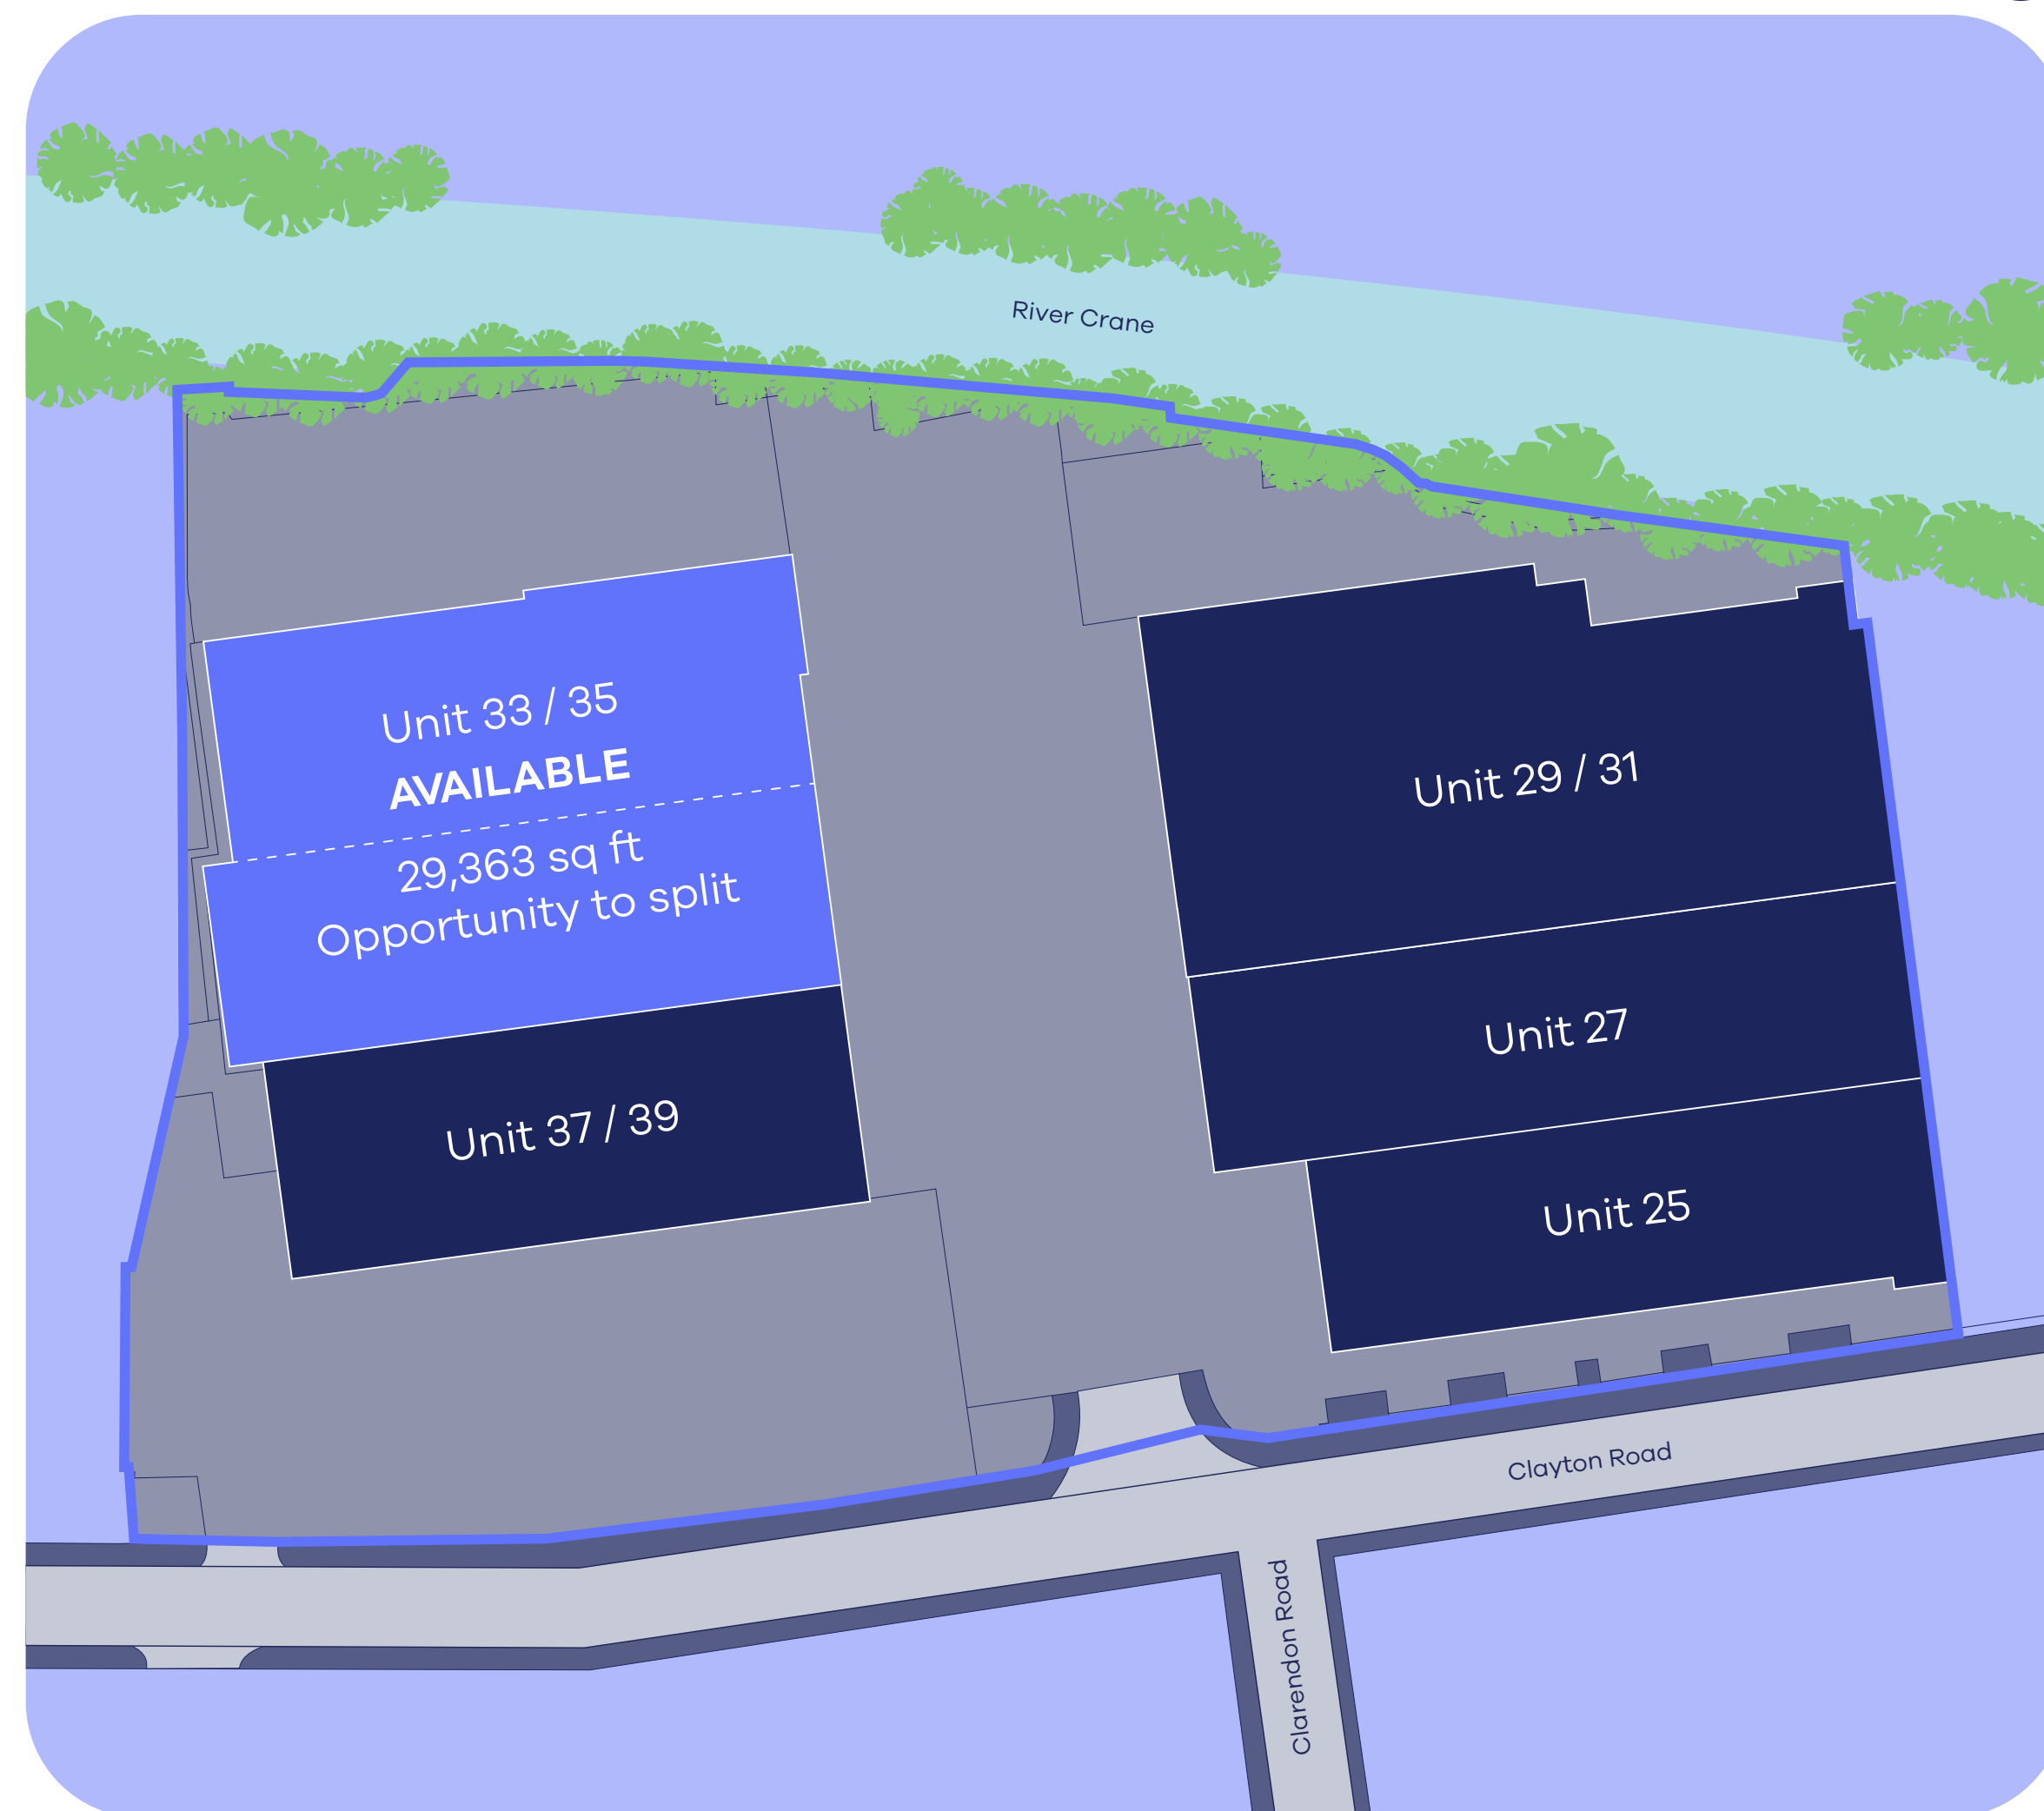 River Crane
Unit 33 / 35
AVAILABLE
29,363 sq ft
Opportunity to split
Unit 37 / 39
Unit 29 / 31
Unit 27
Unit 25
Clayton Road
Clarendon Road